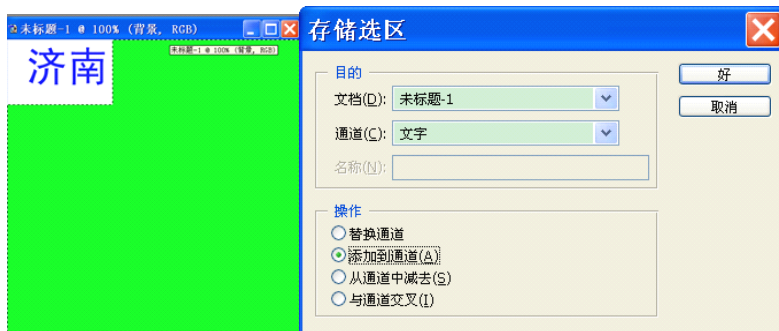 未标题-1 @ 100% (背景, RGB)
未标题-1 @ 100% (背景, RGB)
济南
存储选区
目的
文档(D): 未标题-1
通道(C): 文字
名称(N):
好
取消
操作
替换通道
添加到通道(A)
从通道中减去(S)
与通道交叉(I)